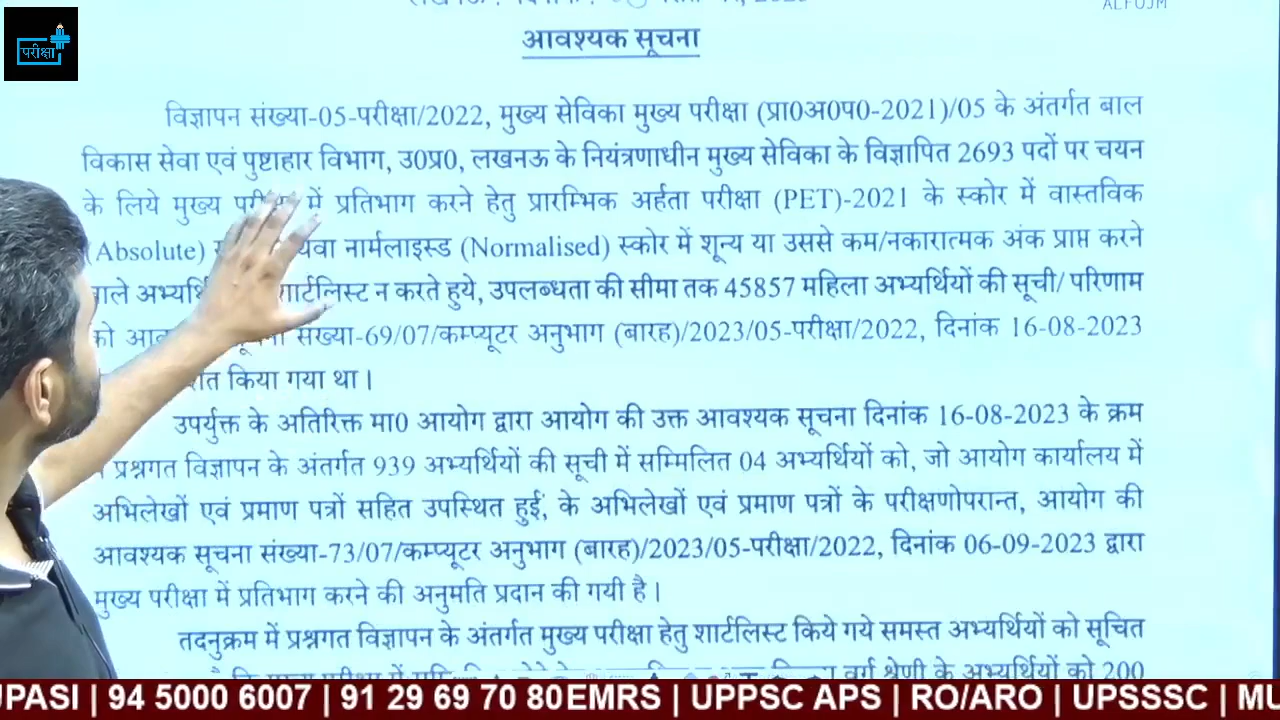 परीक्षा
ALFUJM
आवश्यक सूचना
विज्ञापन संख्या-05-परीक्षा/2022, मुख्य सेविका मुख्य परीक्षा (प्रा0अ0प0-2021)/05 के अंतर्गत बाल
विकास सेवा एवं पुष्टाहार विभाग, उ0प्र0, लखनऊ के नियंत्रणाधीन मुख्य सेविका के विज्ञापित 2693 पदों पर चयन
के लिये मुख्य में प्रतिभाग करने हेतु प्रारम्भिक अर्हता परीक्षा (PET)-2021 के स्कोर में वास्तविक
(Absolute) नार्मलाइस्ड (Normalised) स्कोर में शून्य या उससे कम/नकारात्मक अंक प्राप्त करने
शार्टलिस्ट न करते हुये, उपलब्धता की सीमा तक 45857 महिला अभ्यर्थियों की सूची/ परिणाम
संख्या-69/07/कम्प्यूटर अनुभाग (बारह)/2023/05-परीक्षा/2022, दिनांक 16-08-2023
किया गया था ।
उपर्युक्त के अतिरिक्त मा0 आयोग द्वारा आयोग की उक्त आवश्यक सूचना दिनांक 16-08-2023 के क्रम
प्रश्नगत विज्ञापन के अंतर्गत 939 अभ्यर्थियों की सूची में सम्मिलित 04 अभ्यर्थियों को, जो आयोग कार्यालय में
अभिलेखों एवं प्रमाण पत्रों सहित उपस्थित हुईं, के अभिलेखों एवं प्रमाण पत्रों के परीक्षणोपरान्त, आयोग की
आवश्यक सूचना संख्या-73/07/कम्प्यूटर अनुभाग (बारह)/2023/05-परीक्षा/2022, दिनांक 06-09-2023 द्वारा
मुख्य परीक्षा में प्रतिभाग करने की अनुमति प्रदान की गयी है ।
तदनुक्रम में प्रश्नगत विज्ञापन के अंतर्गत मुख्य परीक्षा हेतु शार्टलिस्ट किये गये समस्त अभ्यर्थियों को सूचित
वर्ग श्रेणी के अभ्यर्थियों को 200
UPASI | 94 5000 6007 | 91 29 69 70 80 EMRS | UPPSC APS | RO/ARO | UPSSSC | MU